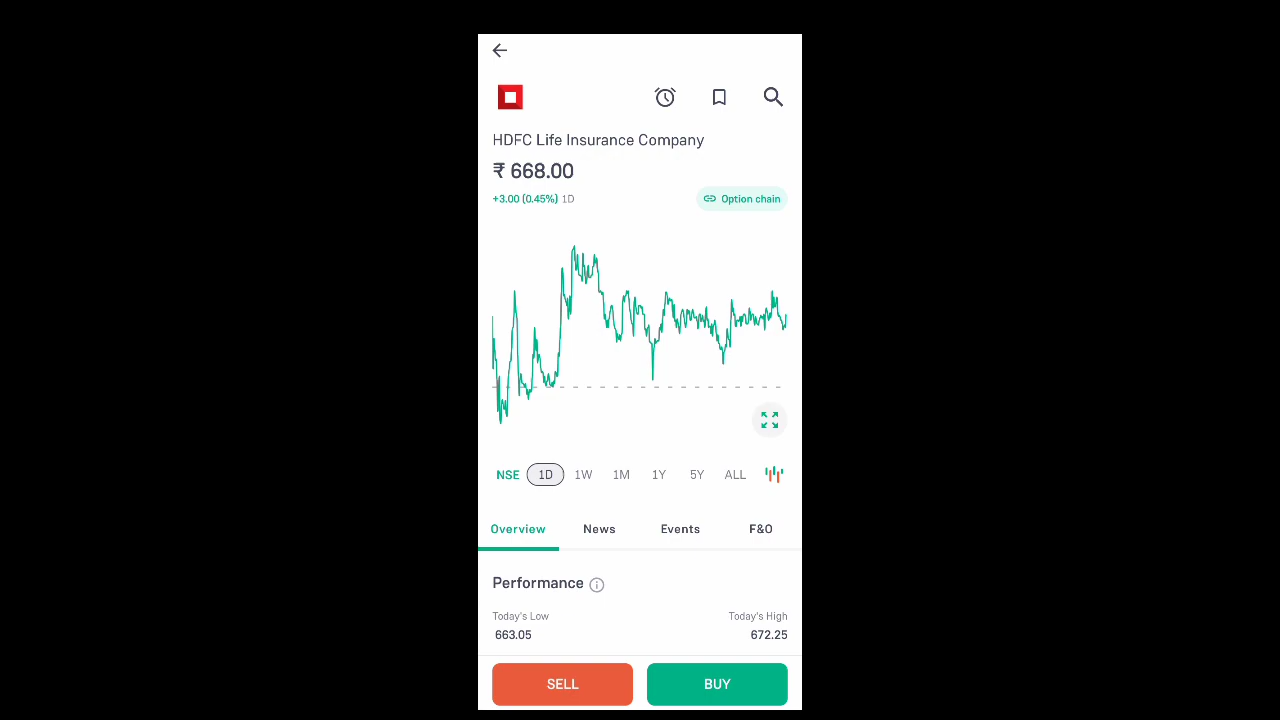 HDFC Life Insurance Company
₹ 668.00
+3.00 (0.45%) 1D
Option chain
NSE 1D 1W 1M 1Y 5Y ALL
Overview News Events F&O
Performance
Today's Low Today's High
663.05 672.25
SELL BUY